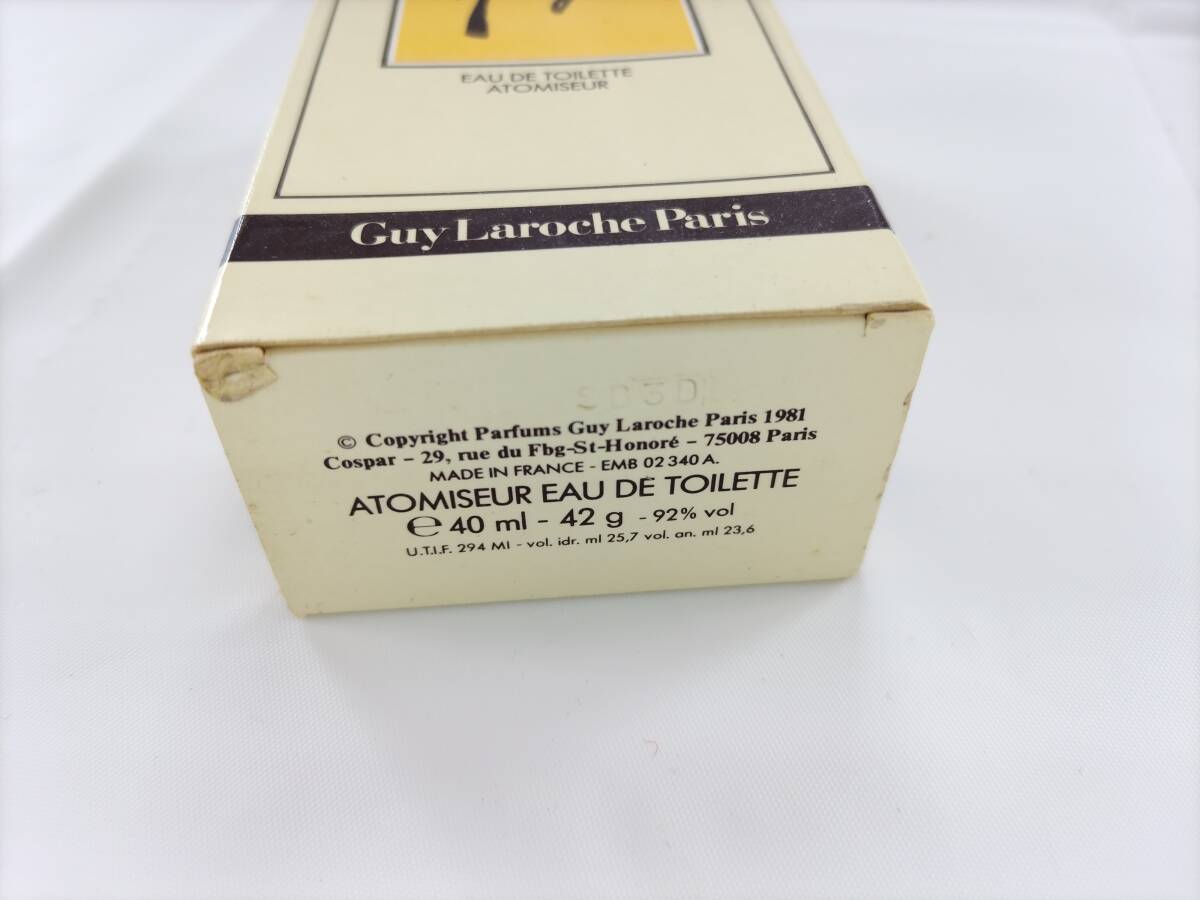 EAU DE TOILETTE
ATOMISEUR
Guy Laroche Paris
© Copyright Parfums Guy Laroche Paris 1981
Cospar – 29, rue du Fbg-St-Honoré – 75008 Paris
MADE IN FRANCE - EMB 02 340 A.
ATOMISEUR EAU DE TOILETTE
℮ 40 ml - 42 g - 92% vol
U.T.I.F. 294 MI - vol. idr. ml 25,7 vol. an. ml 23,6